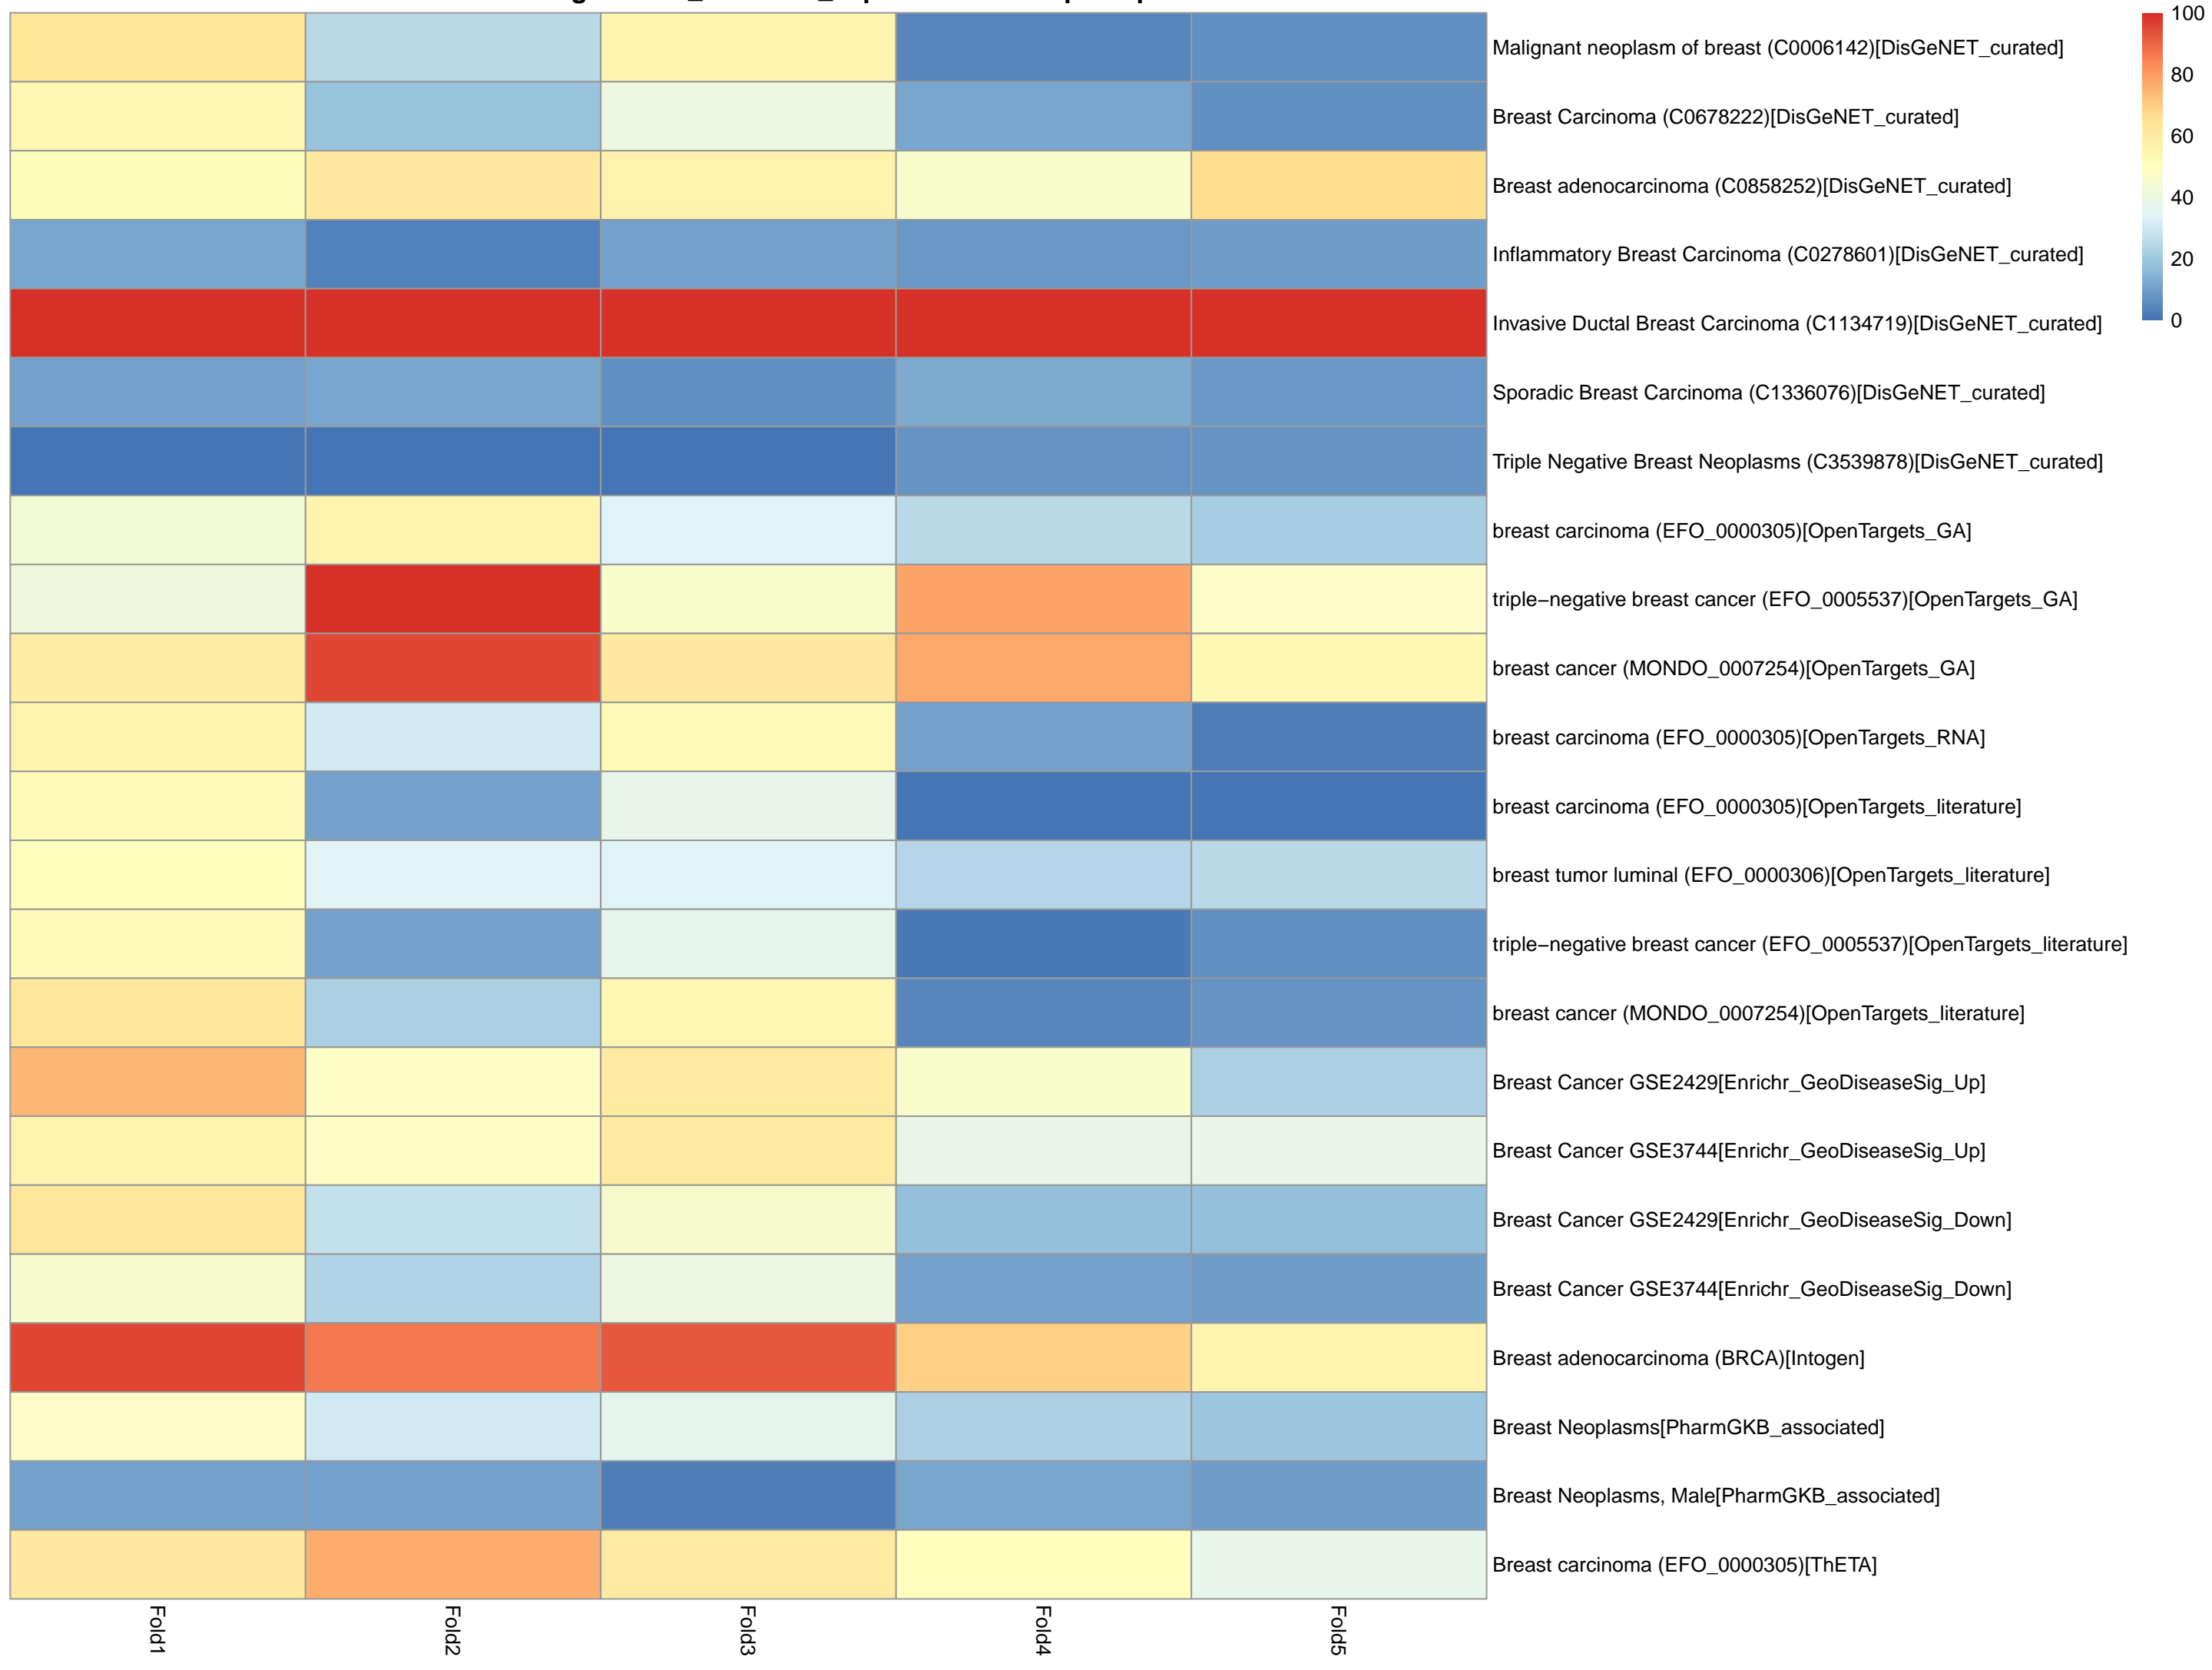 Malignant neoplasm of breast (C0006142)[DisGeNET_curated]
Breast Carcinoma (C0678222)[DisGeNET_curated]
Breast adenocarcinoma (C0858252)[DisGeNET_curated]
Inflammatory Breast Carcinoma (C0278601)[DisGeNET_curated]
Invasive Ductal Breast Carcinoma (C1134719)[DisGeNET_curated]
Sporadic Breast Carcinoma (C1336076)[DisGeNET_curated]
Triple Negative Breast Neoplasms (C3539878)[DisGeNET_curated]
breast carcinoma (EFO_0000305)[OpenTargets_GA]
triple−negative breast cancer (EFO_0005537)[OpenTargets_GA]
breast cancer (MONDO_0007254)[OpenTargets_GA]
breast carcinoma (EFO_0000305)[OpenTargets_RNA]
breast carcinoma (EFO_0000305)[OpenTargets_literature]
breast tumor luminal (EFO_0000306)[OpenTargets_literature]
triple−negative breast cancer (EFO_0005537)[OpenTargets_literature]
breast cancer (MONDO_0007254)[OpenTargets_literature]
Breast Cancer GSE2429[Enrichr_GeoDiseaseSig_Up]
Breast Cancer GSE3744[Enrichr_GeoDiseaseSig_Up]
Breast Cancer GSE2429[Enrichr_GeoDiseaseSig_Down]
Breast Cancer GSE3744[Enrichr_GeoDiseaseSig_Down]
Breast adenocarcinoma (BRCA)[Intogen]
Breast Neoplasms[PharmGKB_associated]
Breast Neoplasms, Male[PharmGKB_associated]
Breast carcinoma (EFO_0000305)[ThETA]
Fold1
Fold2
Fold3
Fold4
Fold5
100
80
60
40
20
0